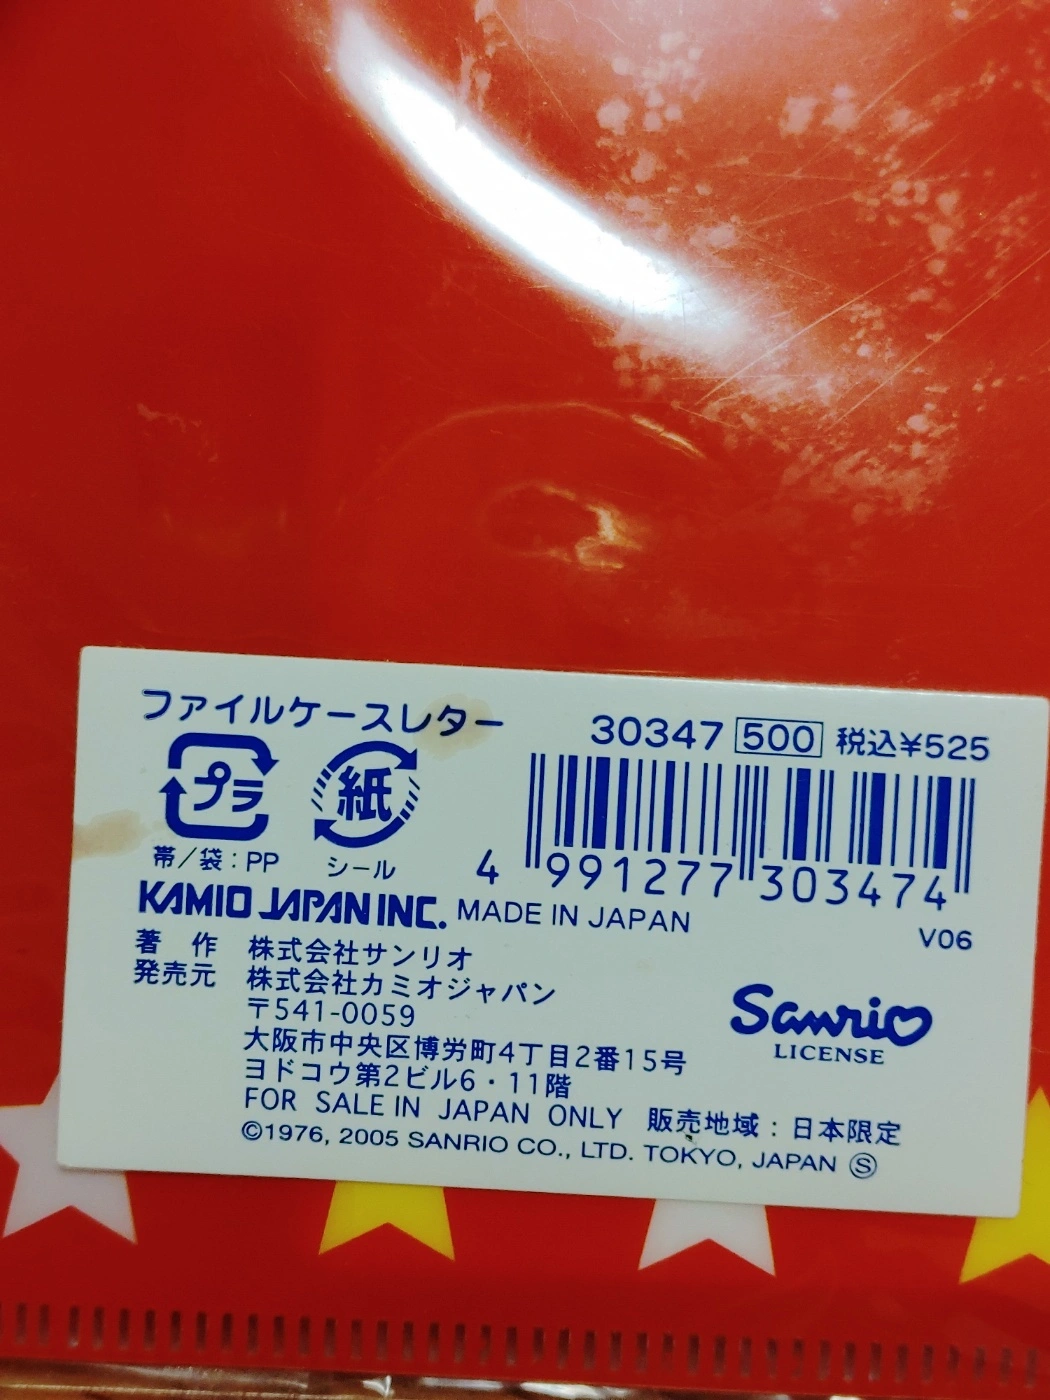 ファイルケースレター
30347 500 税込¥525
プラ
紙
帯/袋:PP
シール
4 991277 303474
KAMIO JAPAN INC. MADE IN JAPAN
V06
著 作 株式会社サンリオ
発売元 株式会社カミオジャパン
〒541-0059
大阪市中央区博労町4丁目2番15号
ヨドコウ第2ビル6・11階
Sanrio
LICENSE
FOR SALE IN JAPAN ONLY 販売地域:日本限定
©1976, 2005 SANRIO CO., LTD. TOKYO, JAPAN Ⓢ